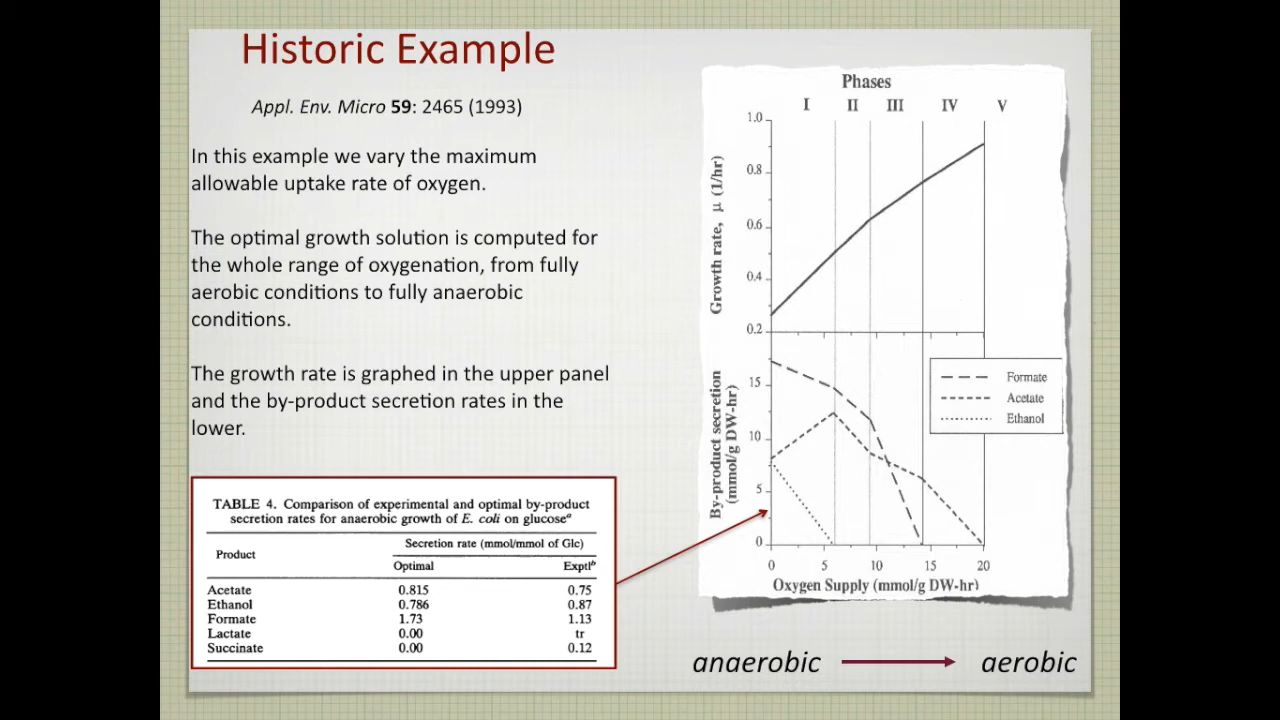 Historic Example
Appl. Env. Micro 59: 2465 (1993)
In this example we vary the maximum
allowable uptake rate of oxygen.
The optimal growth solution is computed for
the whole range of oxygenation, from fully
aerobic conditions to fully anaerobic
conditions.
The growth rate is graphed in the upper panel
and the by-product secretion rates in the
lower.
TABLE 4. Comparison of experimental and optimal by-product
secretion rates for anaerobic growth of E. coli on glucoseᵃ
Product
Secretion rate (mmol/mmol of Glc)
Optimal Exptlᵇ
Acetate 0.815 0.75
Ethanol 0.786 0.87
Formate 1.73 1.13
Lactate 0.00 tr
Succinate 0.00 0.12
Phases
I II III IV V
1.0
0.8
0.6
0.4
0.2
Growth rate, μ (1/hr)
15
10
5
0
By-product secretion
(mmol/g DW-hr)
Formate
Acetate
Ethanol
0 5 10 15 20
Oxygen Supply (mmol/g DW-hr)
anaerobic aerobic